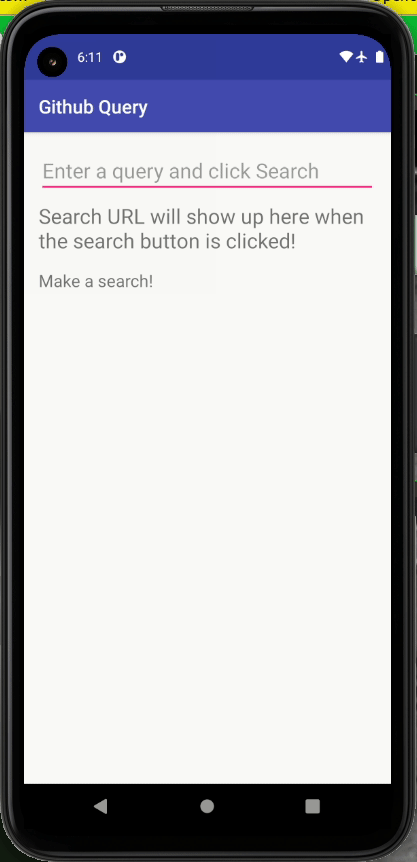 6:11
Github Query
Enter a query and click Search
Search URL will show up here when
the search button is clicked!
Make a search!